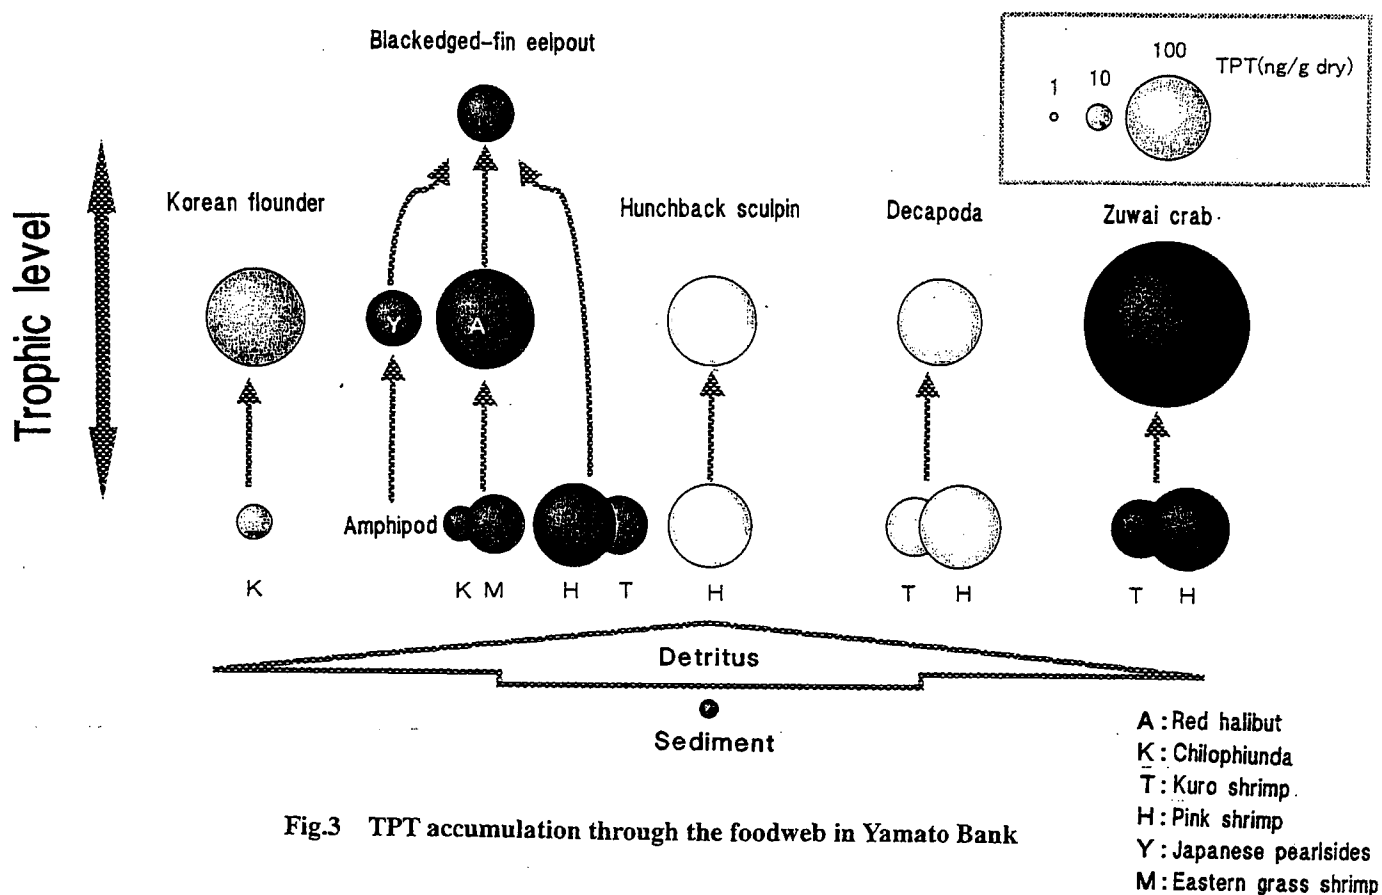 Blackedged-fin eelpout
1
10
100
TPT(ng/g dry)
Trophic level
Korean flounder
Hunchback sculpin
Decapoda
Zuwai crab
Y
A
Amphipod
K
K M
H
T
H
T
H
T
H
Detritus
Sediment
A : Red halibut
K : Chilophiunda
T : Kuro shrimp
H : Pink shrimp
Y : Japanese pearlsides
M : Eastern grass shrimp
Fig.3 TPT accumulation through the foodweb in Yamato Bank